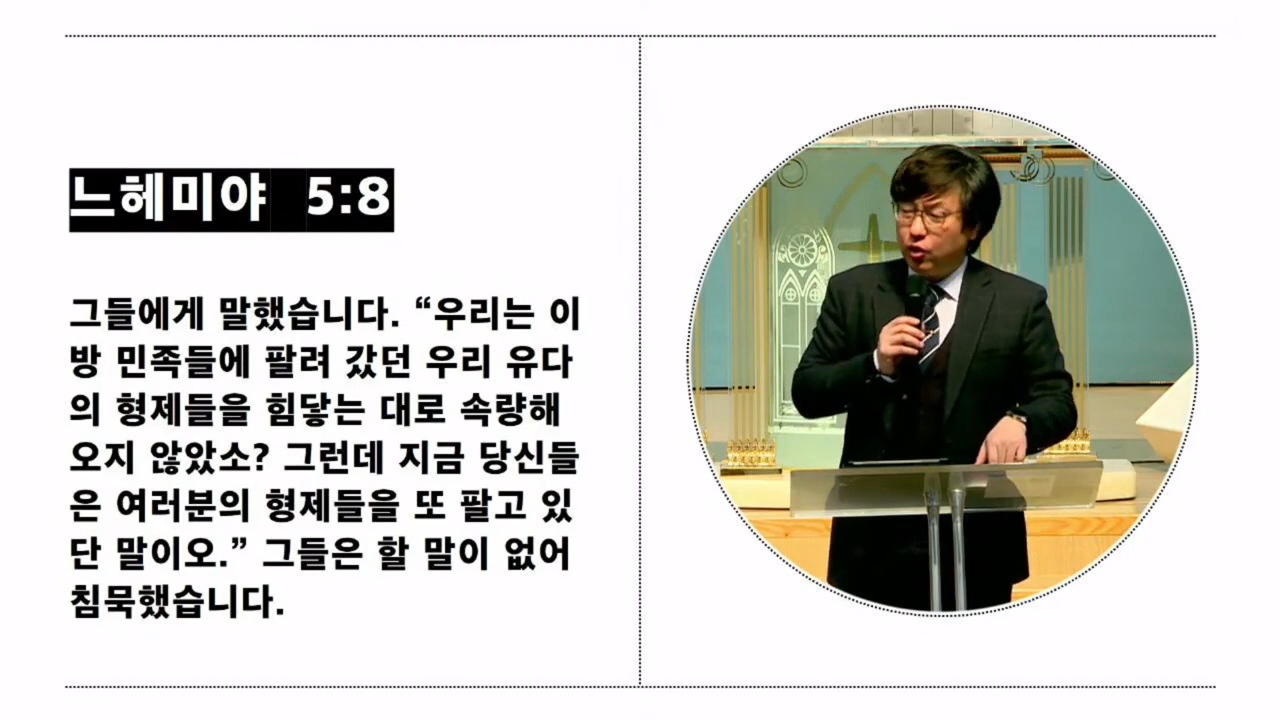 느헤미야 5:8
그들에게 말했습니다. “우리는 이
방 민족들에 팔려 갔던 우리 유다
의 형제들을 힘닿는 대로 속량해
오지 않았소? 그런데 지금 당신들
은 여러분의 형제들을 또 팔고 있
단 말이오.” 그들은 할 말이 없어
침묵했습니다.